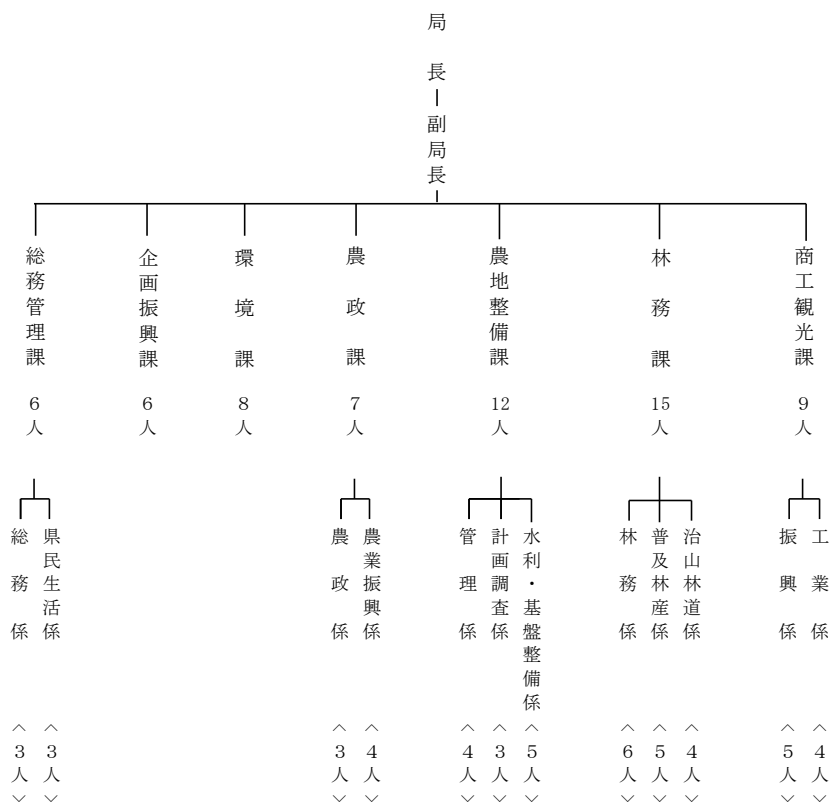 局長
副局長
総務管理課
6人
企画振興課
6人
環境課
8人
農政課
7人
農地整備課
12人
林務課
15人
商工観光課
9人
総務係
〈3人〉
県民生活係
〈3人〉
農政係
〈3人〉
農業振興係
〈4人〉
管理係
〈4人〉
計画調査係
〈3人〉
水利・基盤整備係
〈5人〉
林務係
〈6人〉
普及林産係
〈5人〉
治山林道係
〈4人〉
振興係
〈5人〉
工業係
〈4人〉